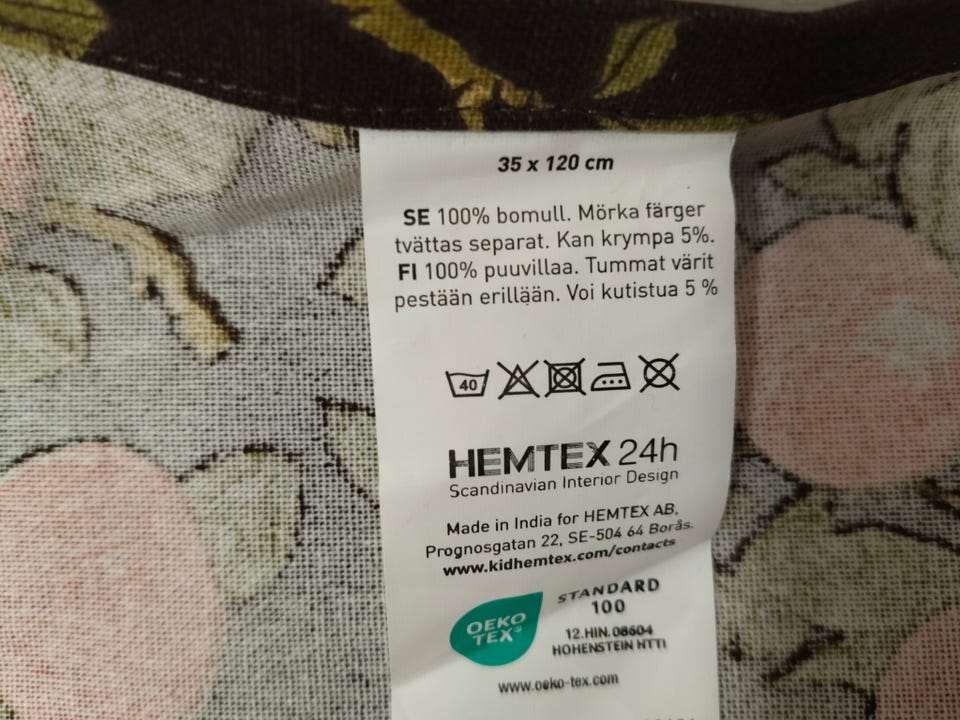 35 x 120 cm
SE 100% bomull. Mörka färger
tvättas separat. Kan krympa 5%.
FI 100% puuvillaa. Tummat värit
pestään erillään. Voi kutistua 5 %
40
HEMTEX 24h
Scandinavian Interior Design
Made in India for HEMTEX AB,
Prognosgatan 22, SE-504 64 Borås.
www.kidhemtex.com/contacts
OEKO
TEX®
STANDARD
100
12.HIN.08604
HOHENSTEIN HTTI
www.oeko-tex.com